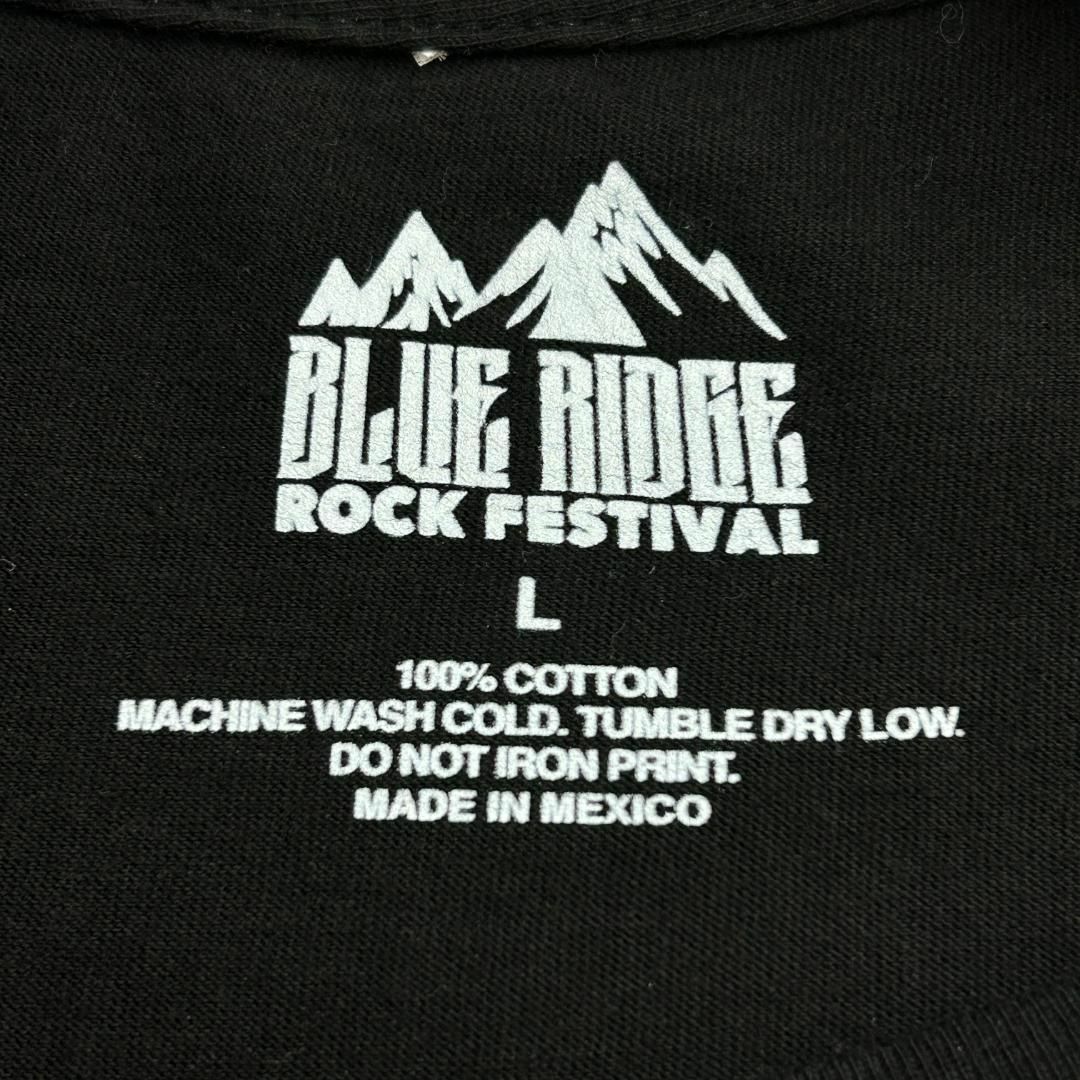 BLUE RIDGE
ROCK FESTIVAL
L
100% COTTON
MACHINE WASH COLD. TUMBLE DRY LOW.
DO NOT IRON PRINT.
MADE IN MEXICO